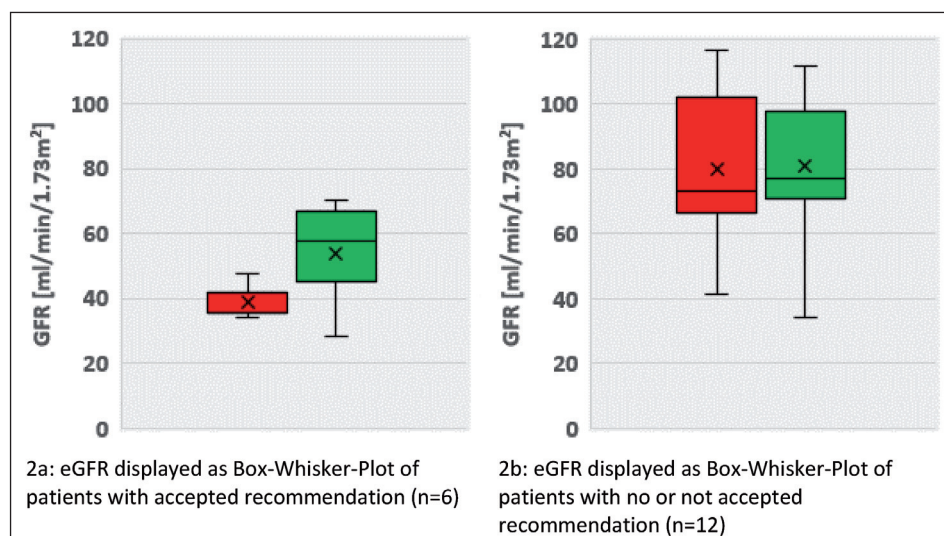 120
100
80
60
40
20
0
GFR [ml/min/1.73m²]
2a: eGFR displayed as Box-Whisker-Plot of
patients with accepted recommendation (n=6)
120
100
80
60
40
20
0
GFR [ml/min/1.73m²]
2b: eGFR displayed as Box-Whisker-Plot of
patients with no or not accepted
recommendation (n=12)